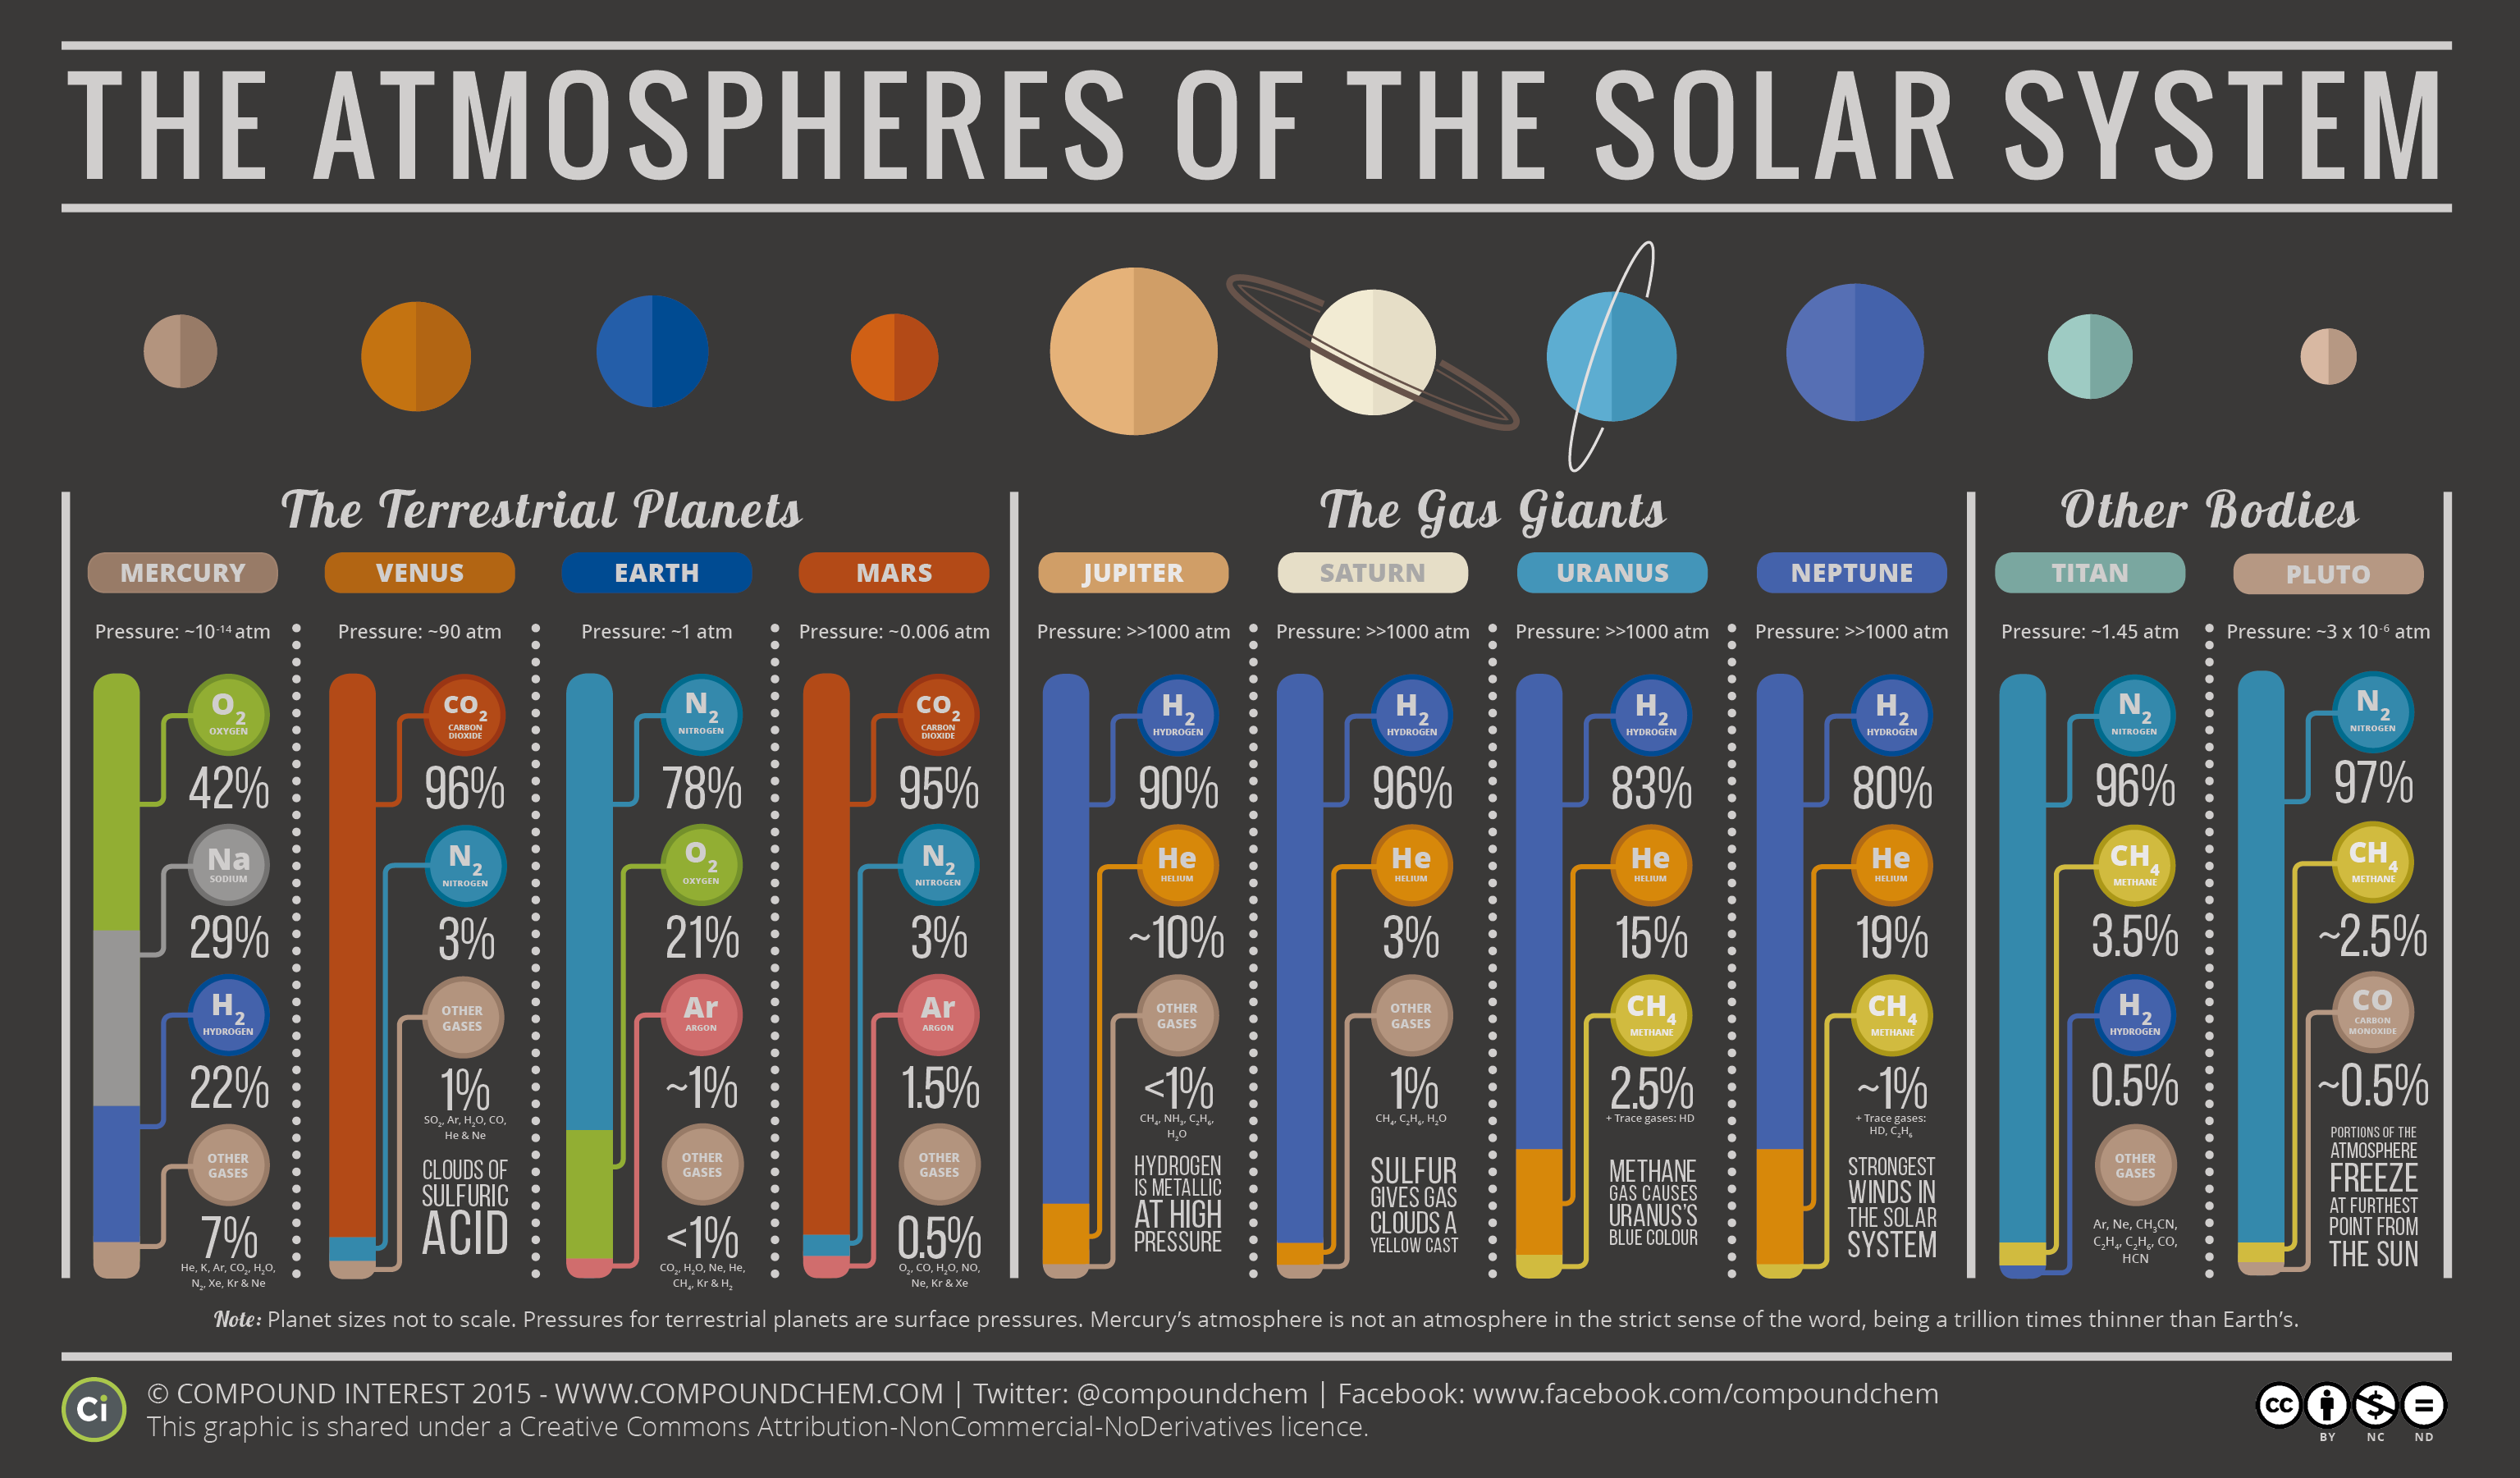 THE ATMOSPHERES OF THE SOLAR SYSTEM
The Terrestrial Planets
MERCURY
Pressure: ~10⁻¹⁴ atm
O₂
OXYGEN
42%
Na
SODIUM
29%
H₂
HYDROGEN
22%
OTHER
GASES
7%
He, K, Ar, CO₂, H₂O,
N₂, Xe, Kr & Ne
VENUS
Pressure: ~90 atm
CO₂
CARBON
DIOXIDE
96%
N₂
NITROGEN
3%
OTHER
GASES
1%
SO₂, Ar, H₂O, CO,
He & Ne
CLOUDS OF
SULFURIC
ACID
EARTH
Pressure: ~1 atm
N₂
NITROGEN
78%
O₂
OXYGEN
21%
Ar
ARGON
~1%
OTHER
GASES
<1%
CO₂, H₂O, Ne, He,
CH₄, Kr & H₂
MARS
Pressure: ~0.006 atm
CO₂
CARBON
DIOXIDE
95%
N₂
NITROGEN
3%
Ar
ARGON
1.5%
OTHER
GASES
0.5%
O₂, CO, H₂O, NO,
Ne, Kr & Xe
The Gas Giants
JUPITER
Pressure: >>1000 atm
H₂
HYDROGEN
90%
He
HELIUM
~10%
OTHER
GASES
<1%
CH₄, NH₃, C₂H₆,
H₂O
HYDROGEN
IS METALLIC
AT HIGH
PRESSURE
SATURN
Pressure: >>1000 atm
H₂
HYDROGEN
96%
He
HELIUM
3%
OTHER
GASES
1%
CH₄, C₂H₆, H₂O
SULFUR
GIVES GAS
CLOUDS A
YELLOW CAST
URANUS
Pressure: >>1000 atm
H₂
HYDROGEN
83%
He
HELIUM
15%
CH₄
METHANE
2.5%
+ Trace gases: HD
METHANE
GAS CAUSES
URANUS'S
BLUE COLOUR
NEPTUNE
Pressure: >>1000 atm
H₂
HYDROGEN
80%
He
HELIUM
19%
CH₄
METHANE
~1%
+ Trace gases:
HD, C₂H₆
STRONGEST
WINDS IN
THE SOLAR
SYSTEM
Other Bodies
TITAN
Pressure: ~1.45 atm
N₂
NITROGEN
96%
CH₄
METHANE
3.5%
H₂
HYDROGEN
0.5%
OTHER
GASES
Ar, Ne, CH₃CN,
C₂H₄, C₂H₆, CO,
HCN
PLUTO
Pressure: ~3 x 10⁻⁶ atm
N₂
NITROGEN
97%
CH₄
METHANE
~2.5%
CO
CARBON
MONOXIDE
~0.5%
PORTIONS OF THE
ATMOSPHERE
FREEZE
AT FURTHEST
POINT FROM
THE SUN
Note: Planet sizes not to scale. Pressures for terrestrial planets are surface pressures. Mercury's atmosphere is not an atmosphere in the strict sense of the word, being a trillion times thinner than Earth's.
Ci
© COMPOUND INTEREST 2015 - WWW.COMPOUNDCHEM.COM | Twitter: @compoundchem | Facebook: www.facebook.com/compoundchem
This graphic is shared under a Creative Commons Attribution-NonCommercial-NoDerivatives licence.
CC
BY NC ND